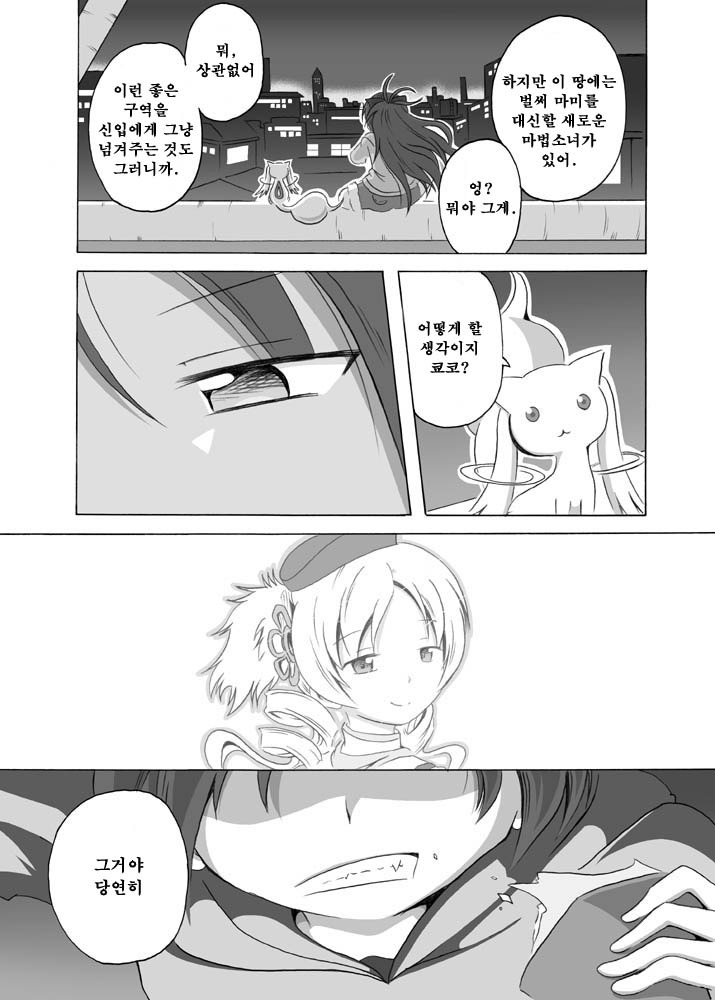 하지만 이 땅에는
벌써 마미를
대신할 새로운
마법소녀가
있어.
엉?
뭐야 그게.
뭐,
상관없어
이런 좋은
구역을
신입에게 그냥
넘겨주는 것도
그러니까.
어떻게 할
생각이지
쿄코?
그거야
당연히